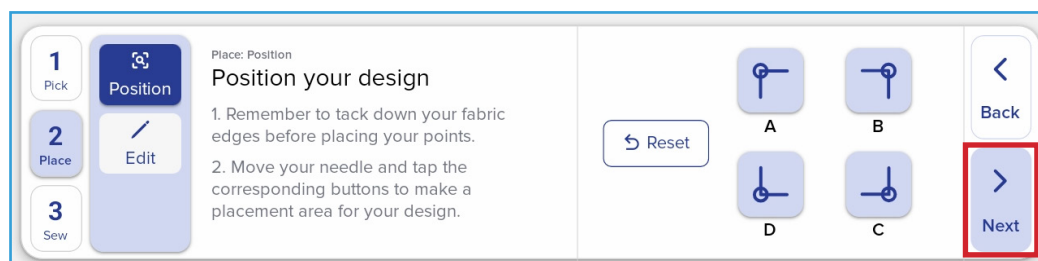 1
Pick
2
Place
3
Sew
Position
Edit
Place: Position
Position your design
1. Remember to tack down your fabric
edges before placing your points.
2. Move your needle and tap the
corresponding buttons to make a
placement area for your design.
Reset
A
B
D
C
Back
Next